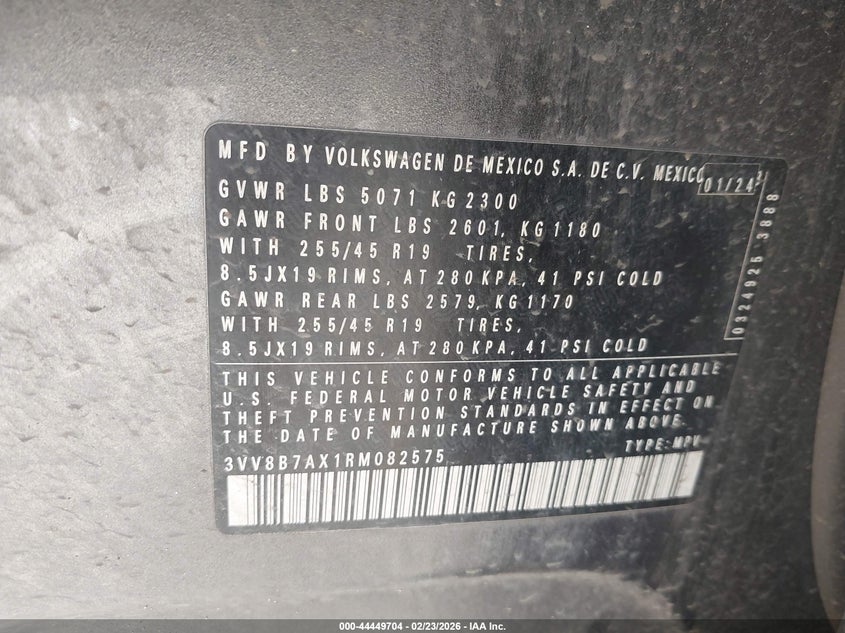 MFD BY VOLKSWAGEN DE MEXICO S.A. DE C.V. MEXICO 01/24
GVWR LBS 5071 KG 2300
GAWR FRONT LBS 2601, KG 1180
WITH 255/45 R19 TIRES,
8.5JX19 RIMS, AT 280 KPA, 41 PSI COLD
GAWR REAR LBS 2579, KG 1170
WITH 255/45 R19 TIRES,
8.5JX19 RIMS, AT 280 KPA, 41 PSI COLD
0324925 3888
THIS VEHICLE CONFORMS TO ALL APPLICABLE
U.S. FEDERAL MOTOR VEHICLE SAFETY AND
THEFT PREVENTION STANDARDS IN EFFECT ON
THE DATE OF MANUFACTURE SHOWN ABOVE.
TYPE: MPV
3VV8B7AX1RM082575
000-44449704 - 02/23/2026 - IAA Inc.